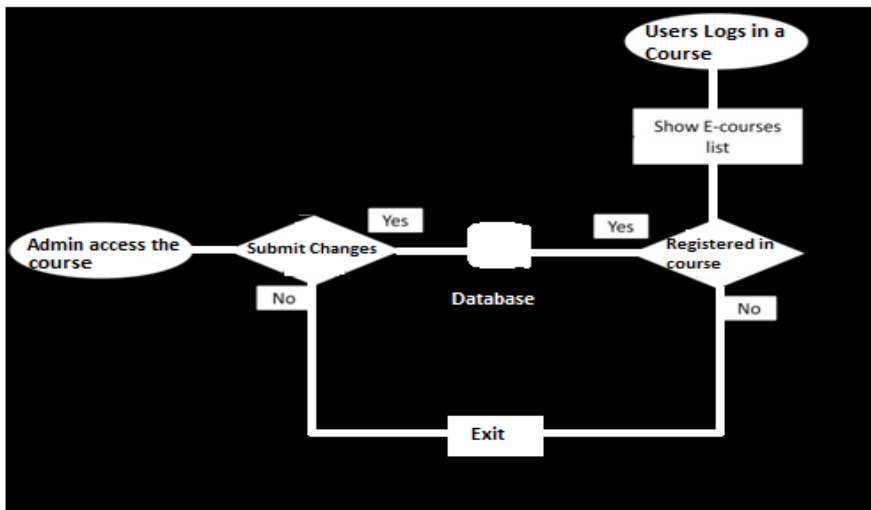 Users Logs in a
Course
Show E-courses
list
Yes
Yes
Admin access the
course
Submit Changes
Registered in
course
No
Database
No
Exit